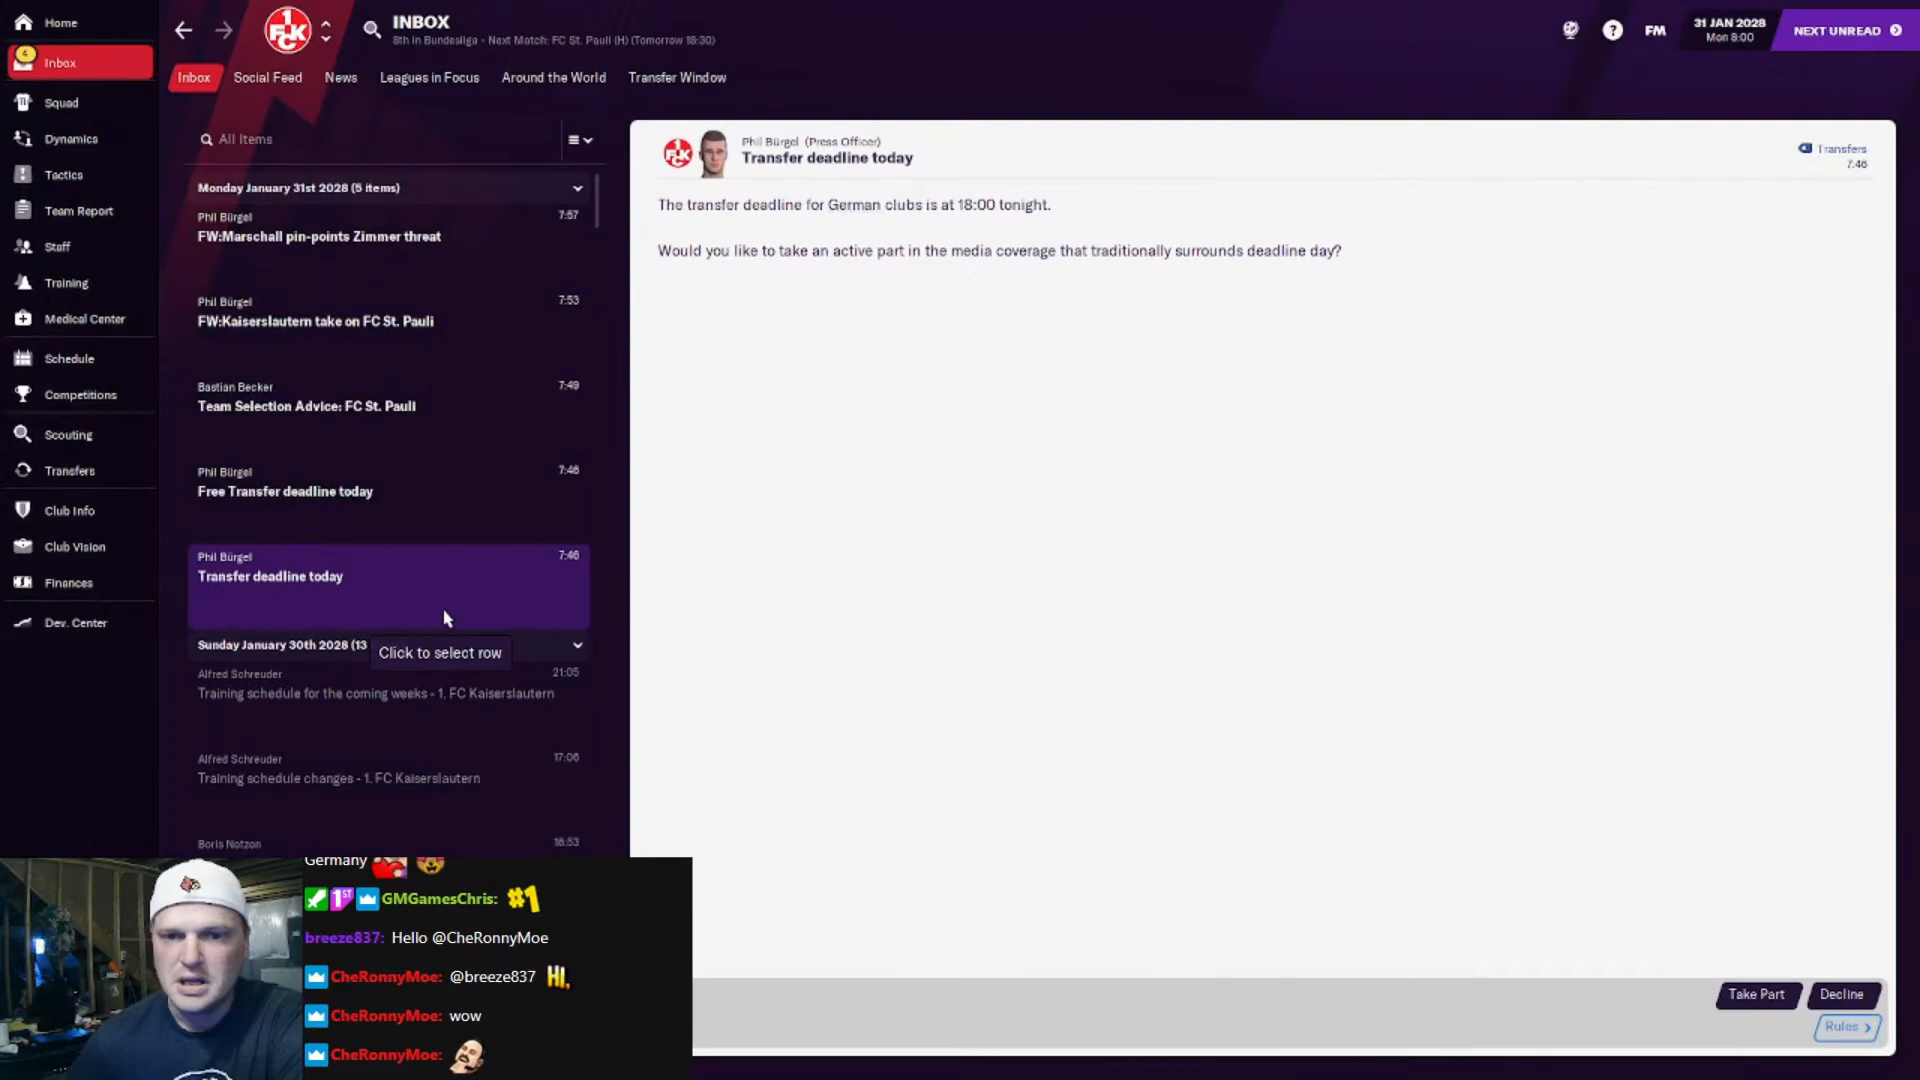 Home
Inbox
4
Squad
Dynamics
Tactics
Team Report
Staff
Training
Medical Center
Schedule
Competitions
Scouting
Transfers
Club Info
Club Vision
Finances
Dev. Center
INBOX
8th in Bundesliga - Next Match: FC St. Pauli (H) (Tomorrow 18:30)
FM
31 JAN 2028
Mon 8:00
NEXT UNREAD
Inbox
Social Feed
News
Leagues in Focus
Around the World
Transfer Window
All Items
Monday January 31st 2028 (5 items)
Phil Bürgel 7:57
FW:Marschall pin-points Zimmer threat
Phil Bürgel 7:53
FW:Kaiserslautern take on FC St. Pauli
Bastian Becker 7:49
Team Selection Advice: FC St. Pauli
Phil Bürgel 7:46
Free Transfer deadline today
Phil Bürgel 7:46
Transfer deadline today
Sunday January 30th 2028 (13
Click to select row
Alfred Schreuder 21:05
Training schedule for the coming weeks - 1. FC Kaiserslautern
Alfred Schreuder 17:06
Training schedule changes - 1. FC Kaiserslautern
Boris Notzon 16:53
Phil Bürgel (Press Officer)
Transfer deadline today
Transfers
7:46
The transfer deadline for German clubs is at 18:00 tonight.
Would you like to take an active part in the media coverage that traditionally surrounds deadline day?
Take Part
Decline
Rules
Germany
1ST GMGamesChris: #1
breeze837: Hello @CheRonnyMoe
CheRonnyMoe: @breeze837 HI,
CheRonnyMoe: wow
CheRonnyMoe: